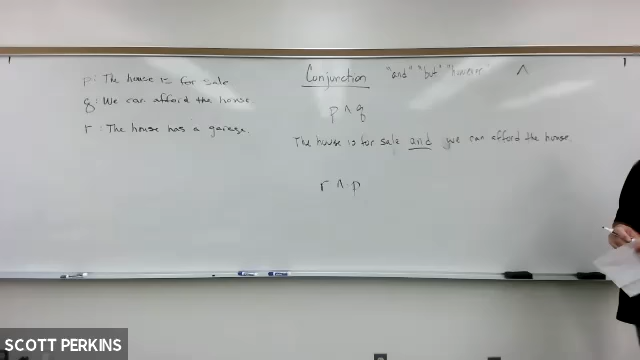 p: The house is for sale
q: We can afford the house.
r: The house has a garage.
Conjunction "and" "but" "however" ∧
p ∧ q
The house is for sale and we can afford the house.
r ∧ p
SCOTT PERKINS